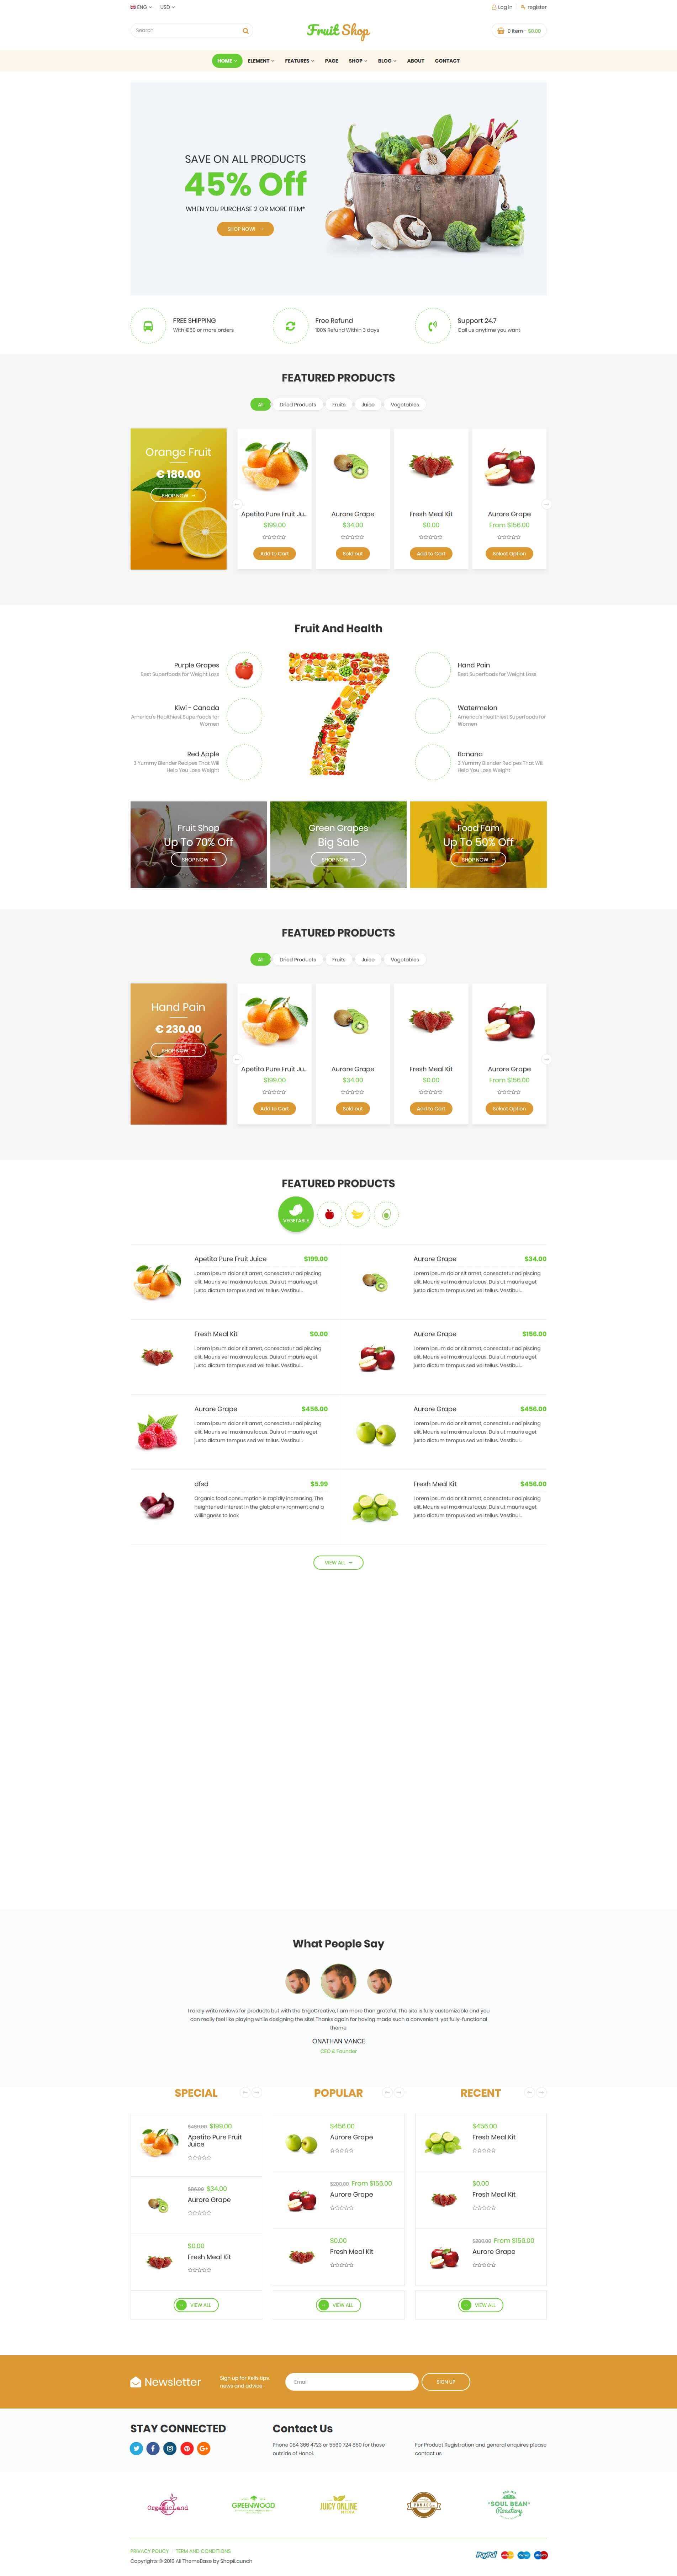 ENG USD Log in register
Search Fruit Shop 0 item - $0.00
HOME ELEMENT FEATURES PAGE SHOP BLOG ABOUT CONTACT
SAVE ON ALL PRODUCTS
45% Off
WHEN YOU PURCHASE 2 OR MORE ITEM*
SHOP NOW!
FREE SHIPPING
With €50 or more orders
Free Refund
100% Refund Within 3 days
Support 24.7
Call us anytime you want
FEATURED PRODUCTS
All Dried Products Fruits Juice Vegetables
Orange Fruit
€ 180.00
SHOP NOW
Apetito Pure Fruit Ju...
$199.00
Add to Cart
Aurore Grape
$34.00
Sold out
Fresh Meal Kit
$0.00
Add to Cart
Aurore Grape
From $156.00
Select Option
Fruit And Health
Purple Grapes
Best Superfoods for Weight Loss
Kiwi - Canada
America's Healthiest Superfoods for
Women
Red Apple
3 Yummy Blender Recipes That Will
Help You Lose Weight
Hand Pain
Best Superfoods for Weight Loss
Watermelon
America's Healthiest Superfoods for
Women
Banana
3 Yummy Blender Recipes That Will
Help You Lose Weight
Fruit Shop
Up To 70% Off
SHOP NOW
Green Grapes
Big Sale
SHOP NOW
Food Fam
Up To 50% Off
SHOP NOW
FEATURED PRODUCTS
All Dried Products Fruits Juice Vegetables
Hand Pain
€ 230.00
SHOP NOW
Apetito Pure Fruit Ju...
$199.00
Add to Cart
Aurore Grape
$34.00
Sold out
Fresh Meal Kit
$0.00
Add to Cart
Aurore Grape
From $156.00
Select Option
FEATURED PRODUCTS
VEGETABLE
Apetito Pure Fruit Juice $199.00
Lorem ipsum dolor sit amet, consectetur adipiscing
elit. Mauris vel maximus lacus. Duis ut mauris eget
justo dictum tempus sed vel tellus. Vestibul...
Aurore Grape $34.00
Lorem ipsum dolor sit amet, consectetur adipiscing
elit. Mauris vel maximus lacus. Duis ut mauris eget
justo dictum tempus sed vel tellus. Vestibul...
Fresh Meal Kit $0.00
Lorem ipsum dolor sit amet, consectetur adipiscing
elit. Mauris vel maximus lacus. Duis ut mauris eget
justo dictum tempus sed vel tellus. Vestibul...
Aurore Grape $156.00
Lorem ipsum dolor sit amet, consectetur adipiscing
elit. Mauris vel maximus lacus. Duis ut mauris eget
justo dictum tempus sed vel tellus. Vestibul...
Aurore Grape $456.00
Lorem ipsum dolor sit amet, consectetur adipiscing
elit. Mauris vel maximus lacus. Duis ut mauris eget
justo dictum tempus sed vel tellus. Vestibul...
Aurore Grape $456.00
Lorem ipsum dolor sit amet, consectetur adipiscing
elit. Mauris vel maximus lacus. Duis ut mauris eget
justo dictum tempus sed vel tellus. Vestibul...
dfsd $5.99
Organic food consumption is rapidly increasing. The
heightened interest in the global environment and a
willingness to look
Fresh Meal Kit $456.00
Lorem ipsum dolor sit amet, consectetur adipiscing
elit. Mauris vel maximus lacus. Duis ut mauris eget
justo dictum tempus sed vel tellus. Vestibul...
VIEW ALL
What People Say
I rarely write reviews for products but with the EngoCreative, I am more than grateful. The site is fully customizable and you
can really feel like playing while designing the site! Thanks again for having made such a convenient, yet fully-functional
theme.
ONATHAN VANCE
CEO & Founder
SPECIAL
$199.00
Apetito Pure Fruit
Juice
$34.00
Aurore Grape
$0.00
Fresh Meal Kit
VIEW ALL
POPULAR
$456.00
Aurore Grape
$200.00 From $156.00
Aurore Grape
$0.00
Fresh Meal Kit
VIEW ALL
RECENT
$456.00
Fresh Meal Kit
$0.00
Fresh Meal Kit
$200.00 From $156.00
Aurore Grape
VIEW ALL
Newsletter
Sign up for Kelik tips,
news and advice
Email
SIGN UP
STAY CONNECTED
Contact Us
Phone 084 366 4723 or 5560 724 850 for those
outside of Hanoi.
For Product Registration and general enquires please
contact us
OrganicLand
GREENWOOD
JUICY ONLINE
MEDIA
"SOUL BEAN"
Roastery
PRIVACY POLICY TERM AND CONDITIONS
Copyrights © 2018 All ThemeBase by ShopiLaunch
PayPal